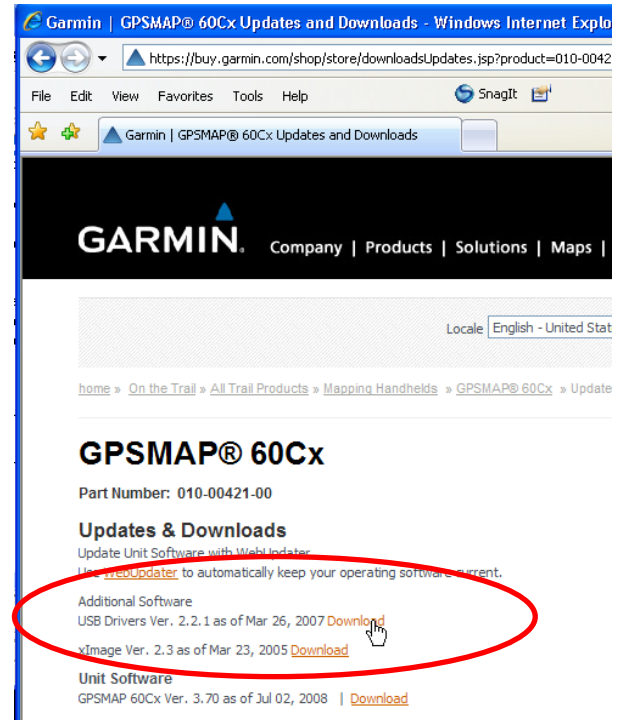 Garmin | GPSMAP® 60Cx Updates and Downloads - Windows Internet Explo
https://buy.garmin.com/shop/store/downloadsUpdates.jsp?product=010-0042
File Edit View Favorites Tools Help SnagIt
Garmin | GPSMAP® 60Cx Updates and Downloads
GARMIN. Company | Products | Solutions | Maps |
Locale English - United Stat
home » On the Trail » All Trail Products » Mapping Handhelds » GPSMAP® 60Cx » Update
GPSMAP® 60Cx
Part Number: 010-00421-00
Updates & Downloads
Update Unit Software with WebUpdater
Use WebUpdater to automatically keep your operating software current.
Additional Software
USB Drivers Ver. 2.2.1 as of Mar 26, 2007 Download
xImage Ver. 2.3 as of Mar 23, 2005 Download
Unit Software
GPSMAP 60Cx Ver. 3.70 as of Jul 02, 2008 | Download